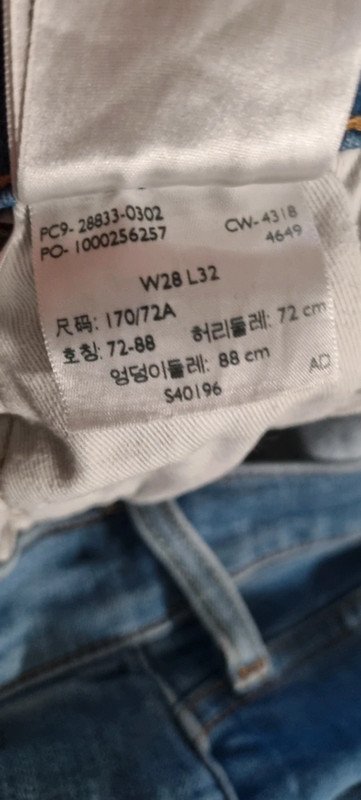 PC9- 28833-0302
PO- 1000256257
CW- 4318
4649
W28 L32
尺码: 170/72A
호칭: 72-88 허리둘레: 72 cm
엉덩이둘레: 88 cm
S40196 AD